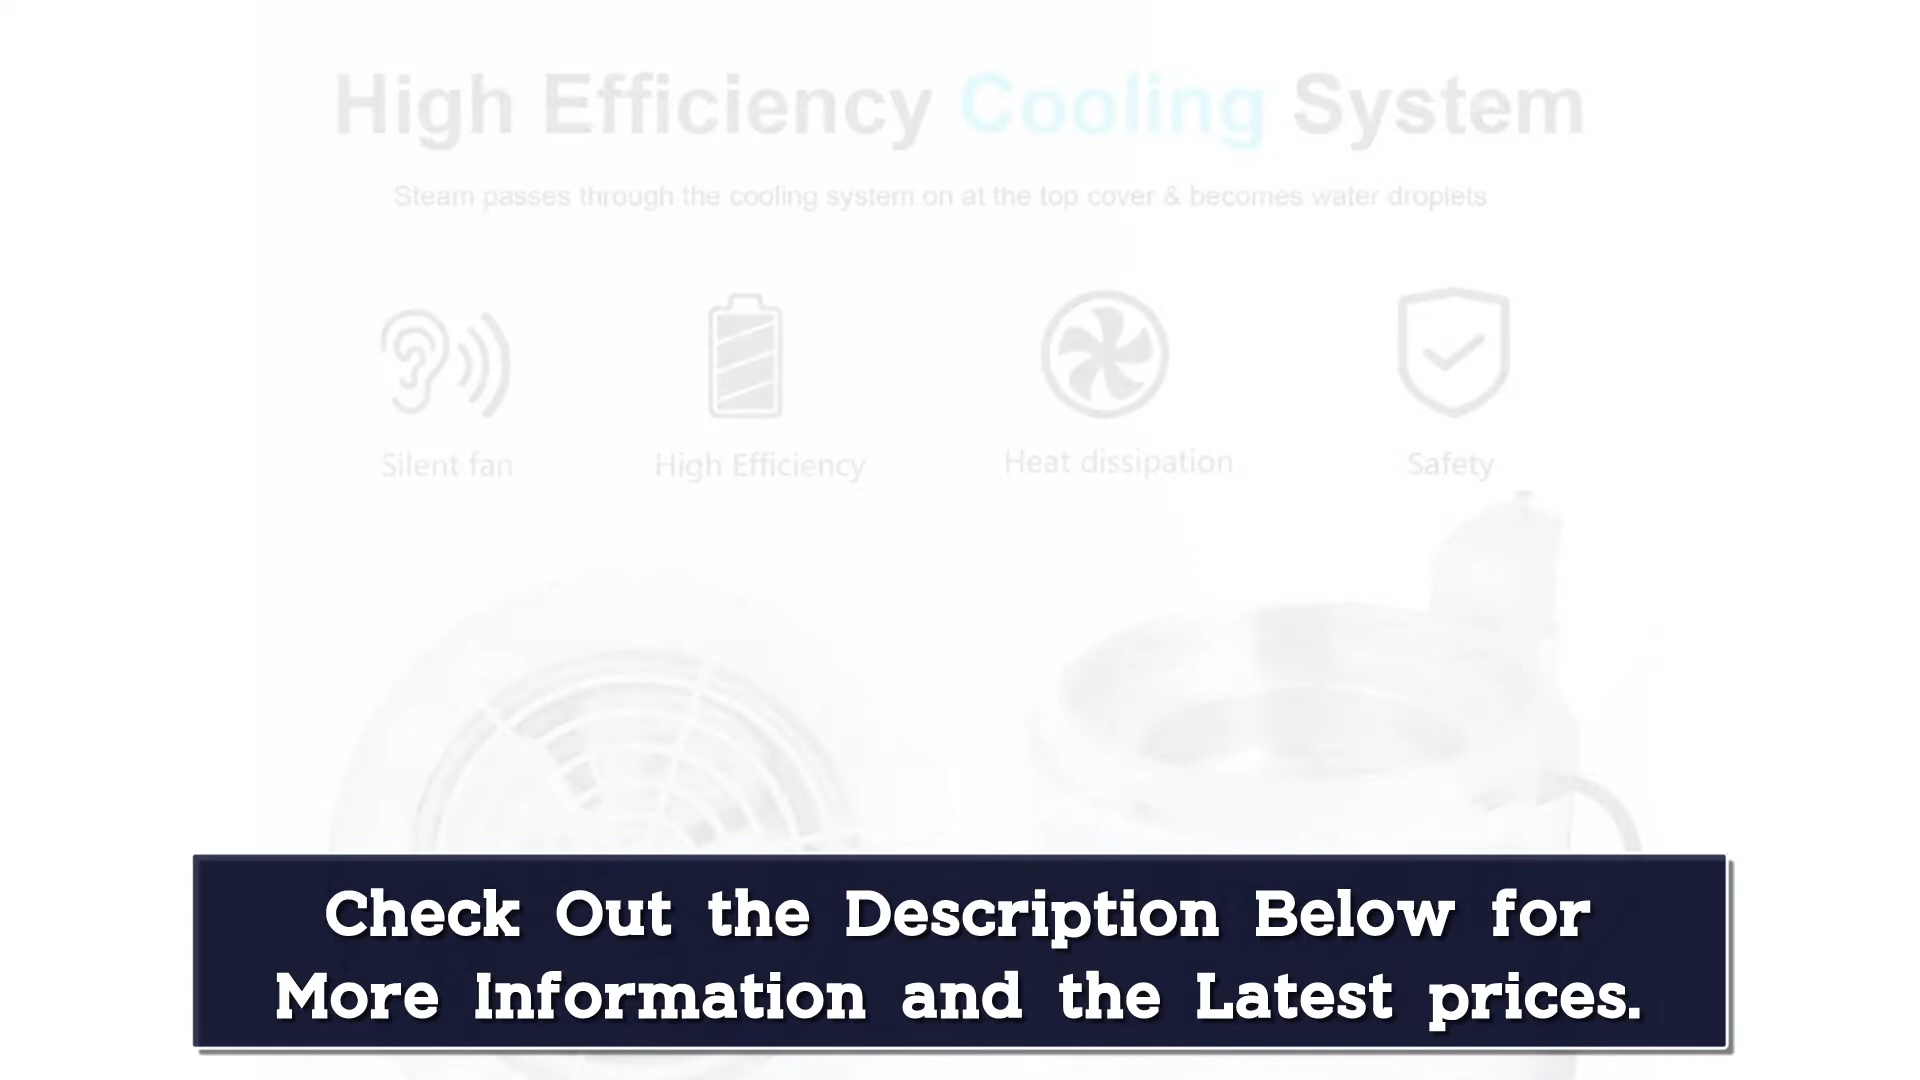 High Efficiency Cooling System
Steam passes through the cooling system on at the top cover & becomes water droplets
Silent fan
High Efficiency
Heat dissipation
Safety
Check Out the Description Below for
More Information and the Latest prices.